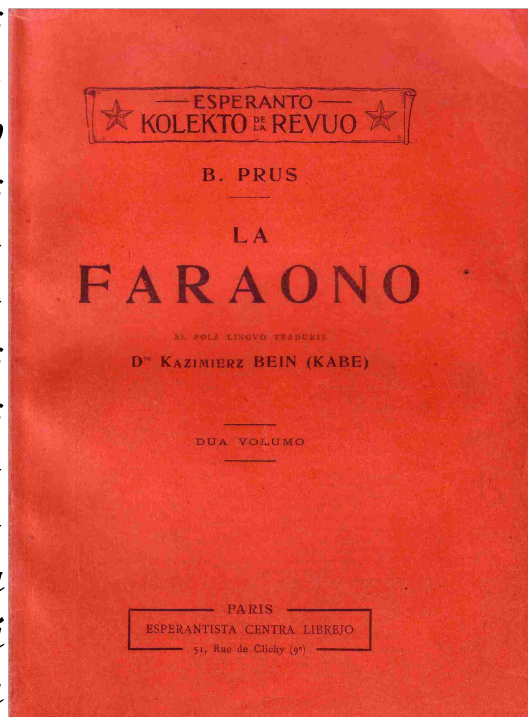 ESPERANTO
KOLEKTO DE LA REVUO
B. PRUS
LA
FARAONO
EL POLA LINGVO TRADUKIS
Dro KAZIMIERZ BEIN (KABE)
DUA VOLUMO
PARIS
ESPERANTISTA CENTRA LIBREJO
51, Rue de Clichy (9e)